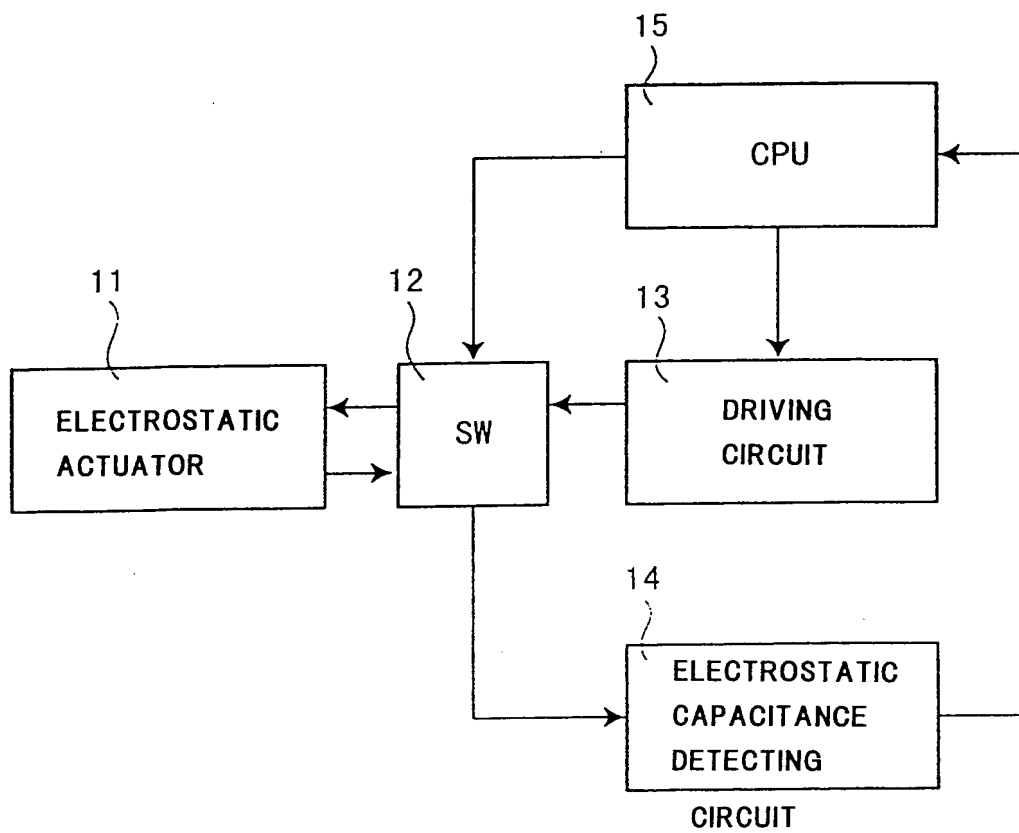 15
CPU
11
12
13
ELECTROSTATIC
ACTUATOR
SW
DRIVING
CIRCUIT
14
ELECTROSTATIC
CAPACITANCE
DETECTING
CIRCUIT